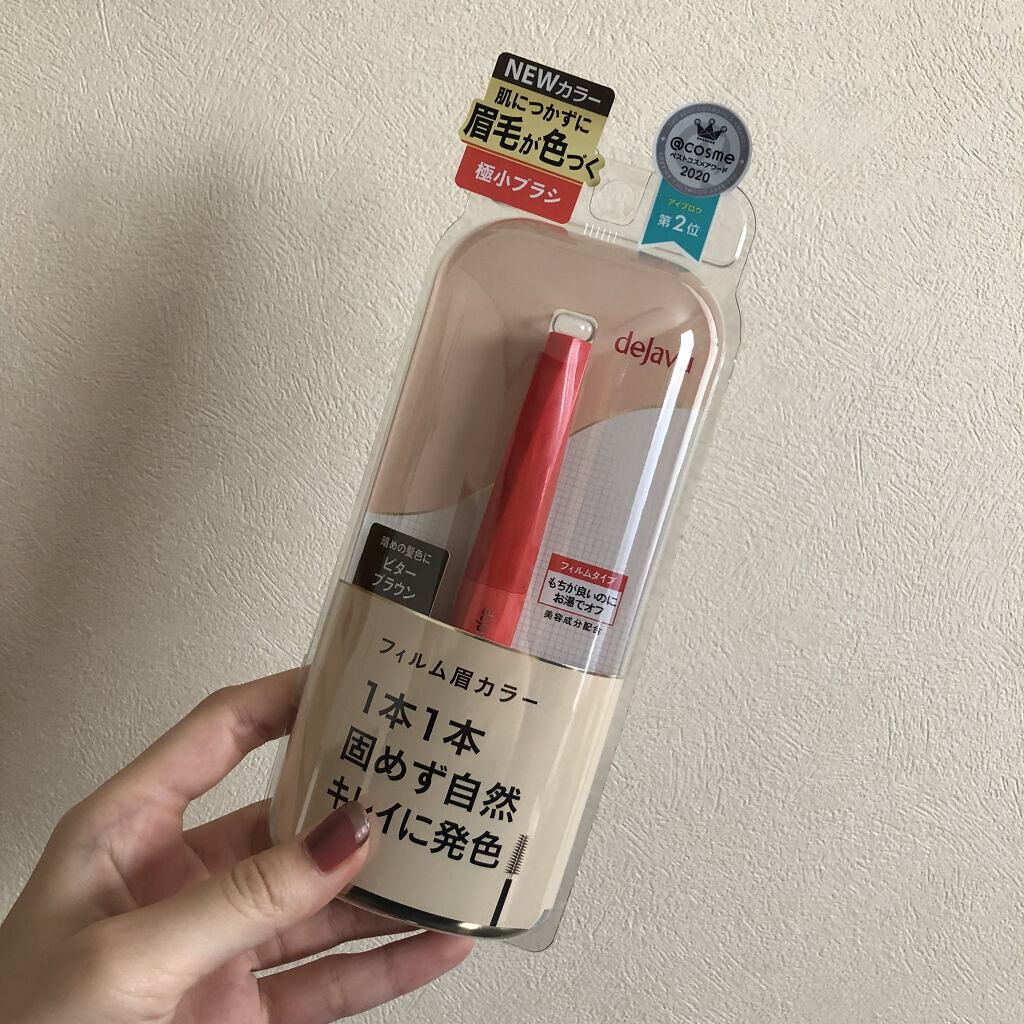 NEWカラー
肌につかずに
眉毛が色づく
極小ブラシ
@cosme
ベストコスメアワード
2020
アイブロウ
第2位
dejavu
暗めの髪色に
ビター
ブラウン
フィルムタイプ
もちが良いのに
お湯でオフ
美容成分配合
フィルム眉カラー
1本1本
固めず自然
キレイに発色